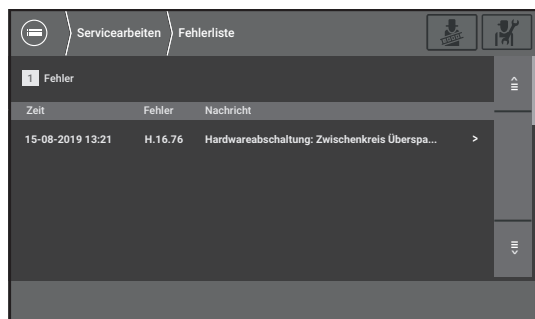 Servicearbeiten Fehlerliste
1 Fehler
Zeit Fehler Nachricht
15-08-2019 13:21 H.16.76 Hardwareabschaltung: Zwischenkreis Überspa... >